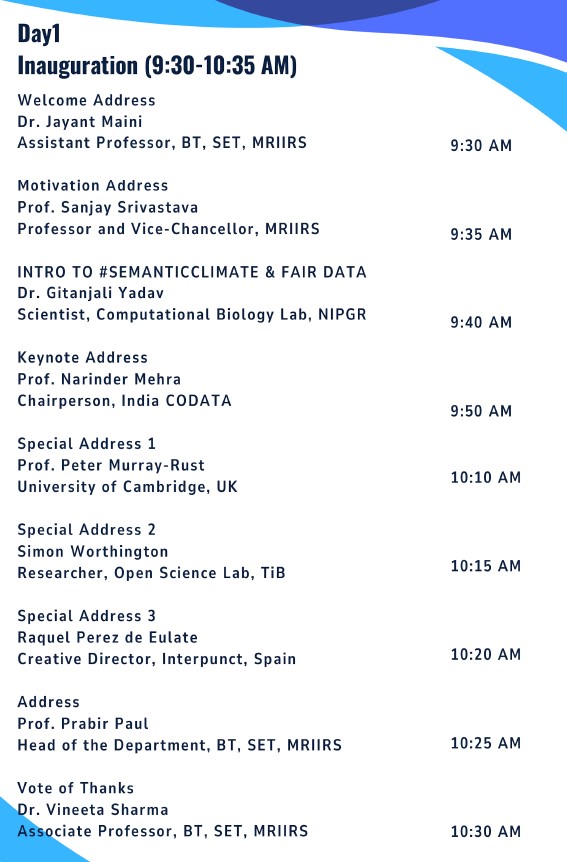 Day1
Inauguration (9:30-10:35 AM)
Welcome Address
Dr. Jayant Maini
Assistant Professor, BT, SET, MRIIRS
9:30 AM
Motivation Address
Prof. Sanjay Srivastava
Professor and Vice-Chancellor, MRIIRS
9:35 AM
INTRO TO #SEMANTICCLIMATE & FAIR DATA
Dr. Gitanjali Yadav
Scientist, Computational Biology Lab, NIPGR
9:40 AM
Keynote Address
Prof. Narinder Mehra
Chairperson, India CODATA
9:50 AM
Special Address 1
Prof. Peter Murray-Rust
University of Cambridge, UK
10:10 AM
Special Address 2
Simon Worthington
Researcher, Open Science Lab, TiB
10:15 AM
Special Address 3
Raquel Perez de Eulate
Creative Director, Interpunct, Spain
10:20 AM
Address
Prof. Prabir Paul
Head of the Department, BT, SET, MRIIRS
10:25 AM
Vote of Thanks
Dr. Vineeta Sharma
Associate Professor, BT, SET, MRIIRS
10:30 AM